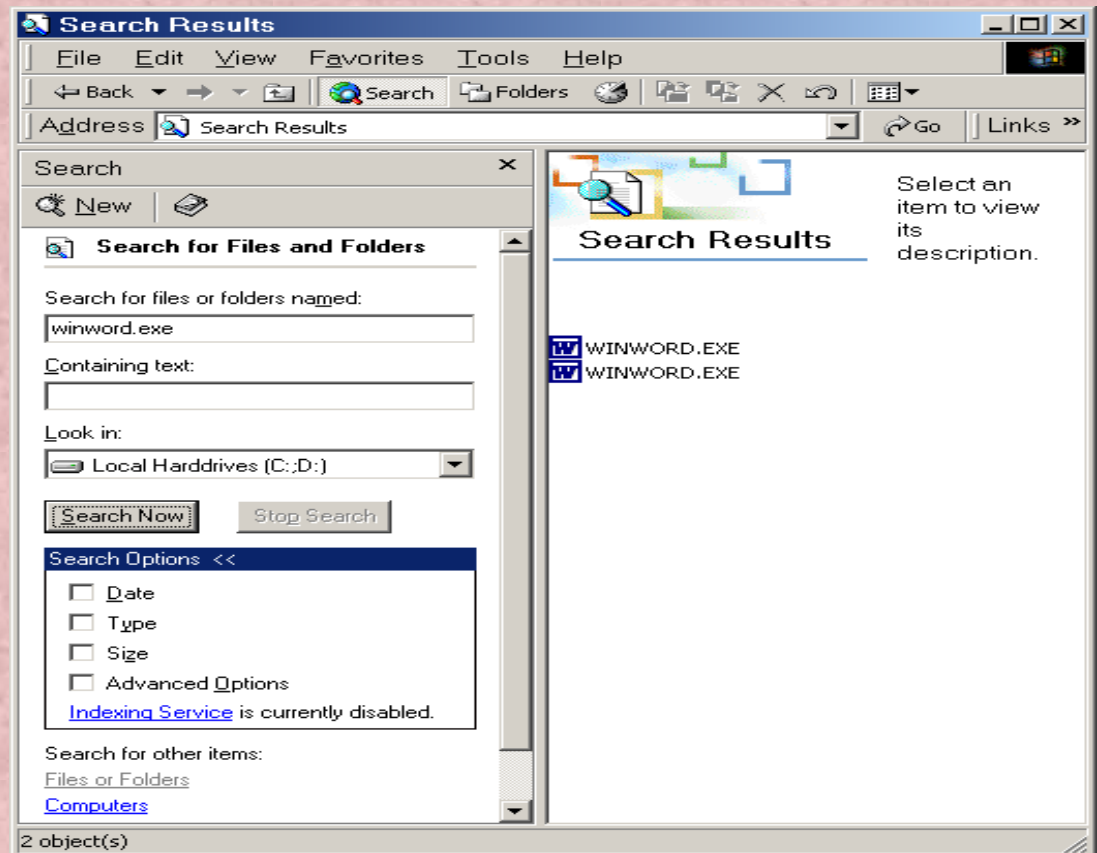 Search Results
File Edit View Favorites Tools Help
Back Search Folders
Address Search Results Go Links »
Search
New
Search for Files and Folders
Search for files or folders named:
winword.exe
Containing text:
Look in:
Local Harddrives (C:;D:)
Search Now Stop Search
Search Options <<
Date
Type
Size
Advanced Options
Indexing Service is currently disabled.
Search for other items:
Files or Folders
Computers
Search Results
Select an
item to view
its
description.
WINWORD.EXE
WINWORD.EXE
2 object(s)